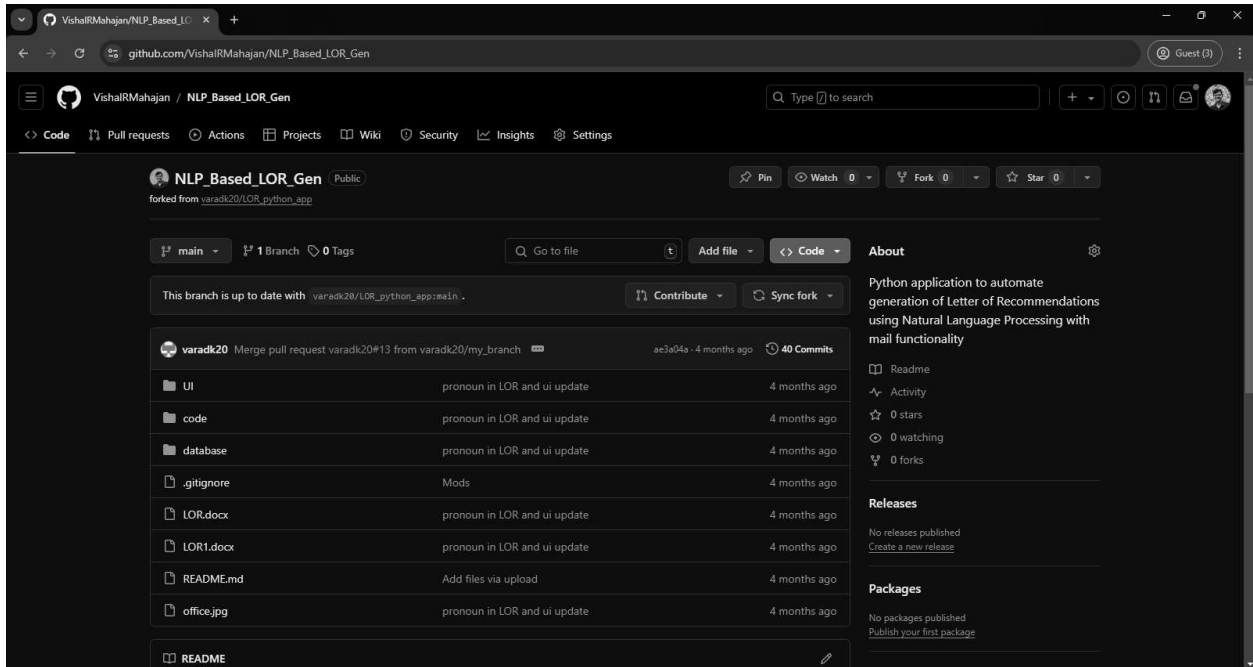 VishalRMahajan/NLP_Based_LO
github.com/VishalRMahajan/NLP_Based_LOR_Gen
Guest (3)
VishalRMahajan / NLP_Based_LOR_Gen
Type / to search
Code Pull requests Actions Projects Wiki Security Insights Settings
NLP_Based_LOR_Gen Public
Pin Watch 0 Fork 0 Star 0
forked from varadk20/LOR_python_app
main 1 Branch 0 Tags
Go to file t
Add file
Code
This branch is up to date with varadk20/LOR_python_app:main .
Contribute
Sync fork
varadk20 Merge pull request varadk20#13 from varadk20/my_branch
ae3a04a · 4 months ago 40 Commits
UI pronoun in LOR and ui update 4 months ago
code pronoun in LOR and ui update 4 months ago
database pronoun in LOR and ui update 4 months ago
.gitignore Mods 4 months ago
LOR.docx pronoun in LOR and ui update 4 months ago
LOR1.docx pronoun in LOR and ui update 4 months ago
README.md Add files via upload 4 months ago
office.jpg pronoun in LOR and ui update 4 months ago
README
About
Python application to automate
generation of Letter of Recommendations
using Natural Language Processing with
mail functionality
Readme
Activity
0 stars
0 watching
0 forks
Releases
No releases published
Create a new release
Packages
No packages published
Publish your first package